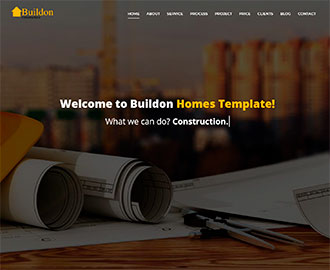 Buildon
HOME ABOUT SERVICE PROCESS PROJECT PRICE CLIENTS BLOG CONTACT
Welcome to Buildon Homes Template!
What we can do? Construction.